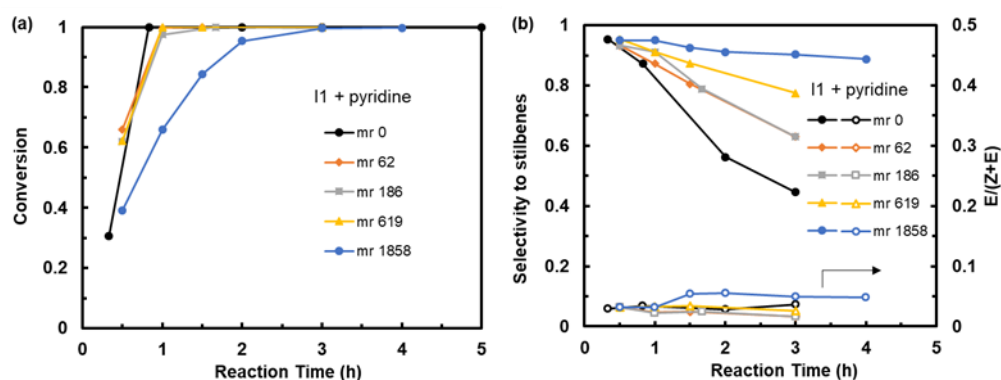 (a)
Conversion
1
0.8
0.6
0.4
0.2
0
0 1 2 3 4 5
Reaction Time (h)
I1 + pyridine
mr 0
mr 62
mr 186
mr 619
mr 1858
(b)
Selectivity to stilbenes
1
0.8
0.6
0.4
0.2
0
0 1 2 3 4 5
Reaction Time (h)
I1 + pyridine
mr 0
mr 62
mr 186
mr 619
mr 1858
0.5
0.4
0.3
0.2
0.1
0
E/(Z+E)